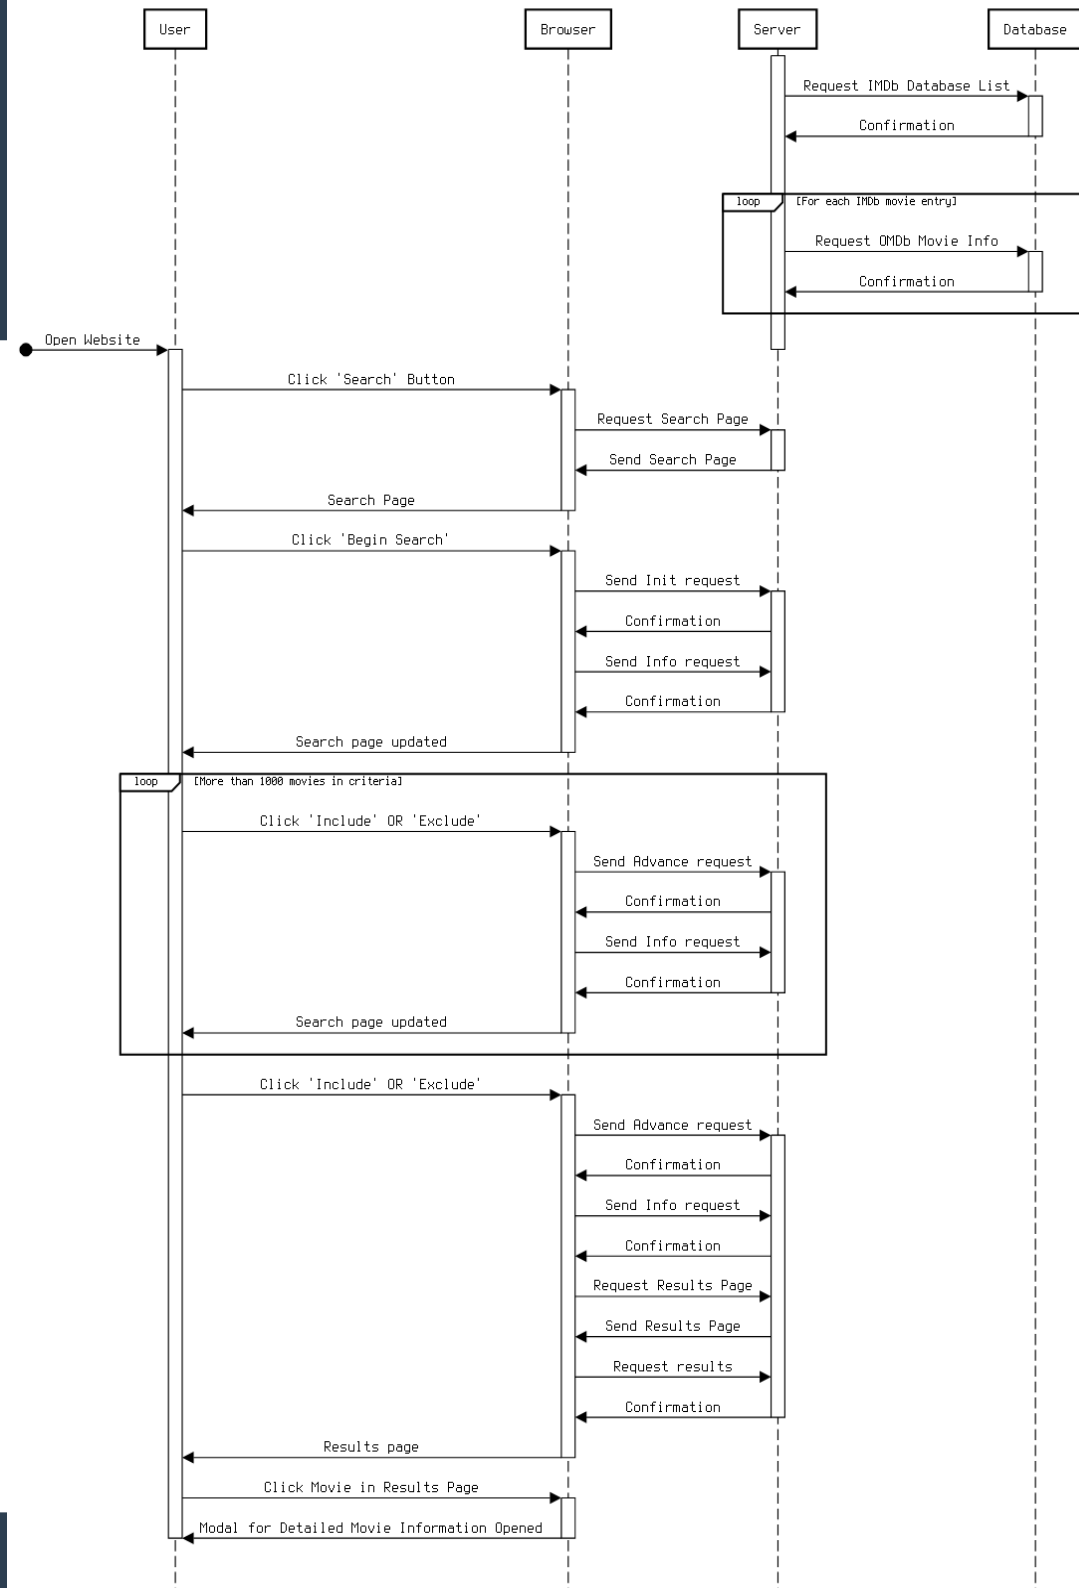 User
Browser
Server
Database
Request IMDb Database List
Confirmation
loop
[For each IMDb movie entry]
Request OMDb Movie Info
Confirmation
Open Website
Click 'Search' Button
Request Search Page
Send Search Page
Search Page
Click 'Begin Search'
Send Init request
Confirmation
Send Info request
Confirmation
Search page updated
loop
[More than 1000 movies in criteria]
Click 'Include' OR 'Exclude'
Send Advance request
Confirmation
Send Info request
Confirmation
Search page updated
Click 'Include' OR 'Exclude'
Send Advance request
Confirmation
Send Info request
Confirmation
Request Results Page
Send Results Page
Request results
Confirmation
Results page
Click Movie in Results Page
Modal for Detailed Movie Information Opened